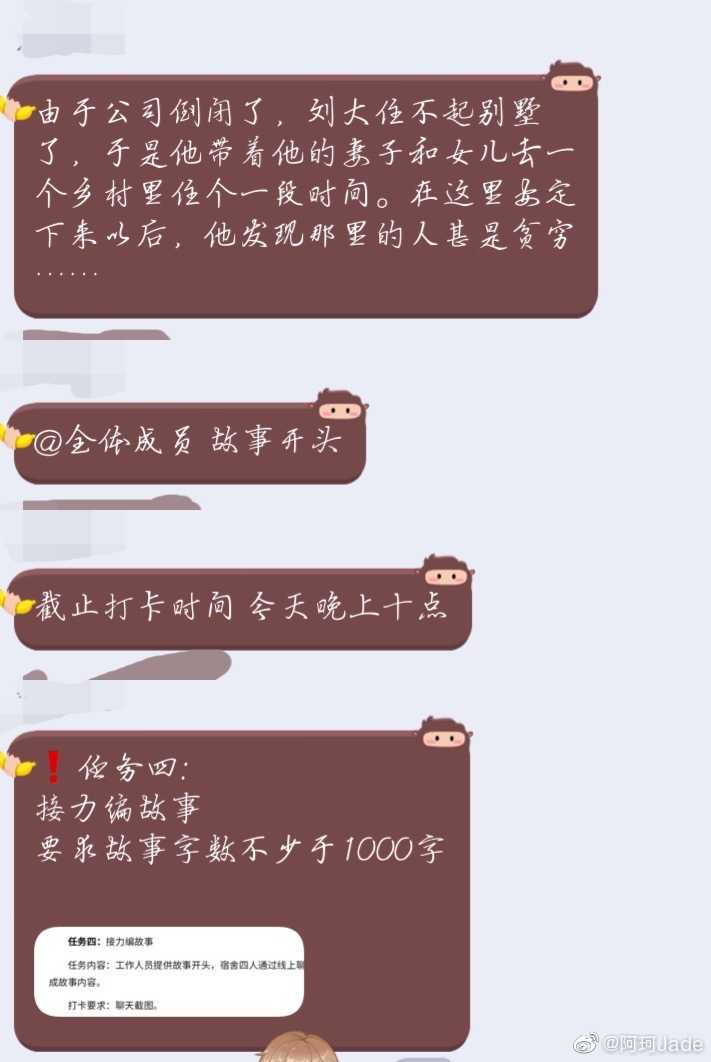 由于公司倒闭了，刘大住不起别墅
了，于是他带着他的妻子和女儿去一
个乡村里住个一段时间。在这里安定
下来以后，他发现那里的人甚是贫穷
……
@全体成员 故事开头
截止打卡时间 今天晚上十点
❗任务四：
接力编故事
要求故事字数不少于1000字
任务四：接力编故事
任务内容：工作人员提供故事开头，宿舍四人通过线上聊
成故事内容。
打卡要求：聊天截图。
@阿珂Jade